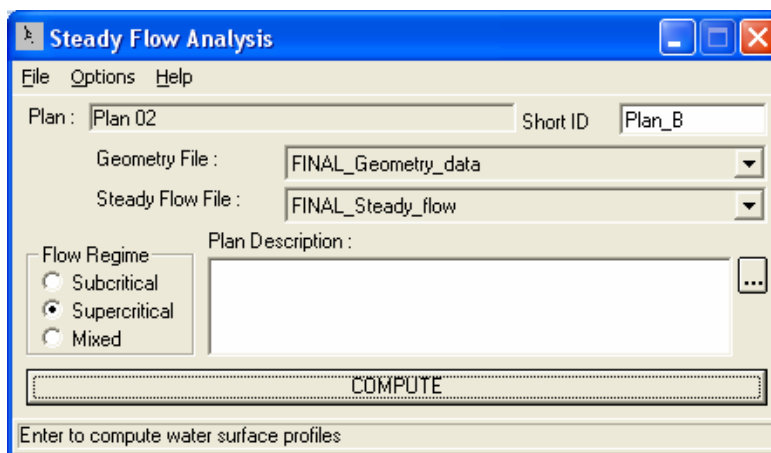 Steady Flow Analysis
File Options Help
Plan : Plan 02 Short ID Plan_B
Geometry File : FINAL_Geometry_data
Steady Flow File : FINAL_Steady_flow
Flow Regime Plan Description :
Subcritical
...
Supercritical
Mixed
COMPUTE
Enter to compute water surface profiles